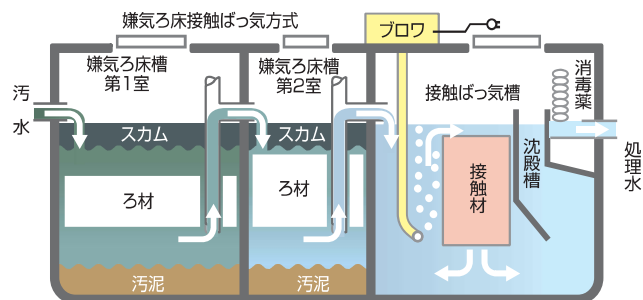 嫌気ろ床接触ばっ気方式
ブロワ
嫌気ろ床槽
第1室
嫌気ろ床槽
第2室
接触ばっ気槽
消毒薬
汚水
スカム
スカム
沈殿槽
処理水
ろ材
ろ材
接触材
汚泥
汚泥